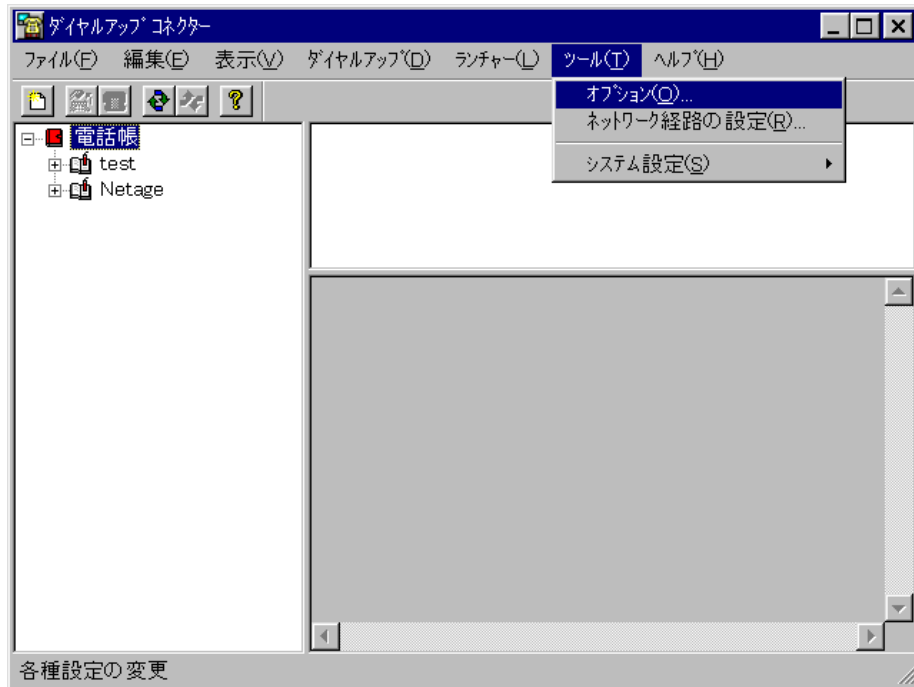 ダイヤルアップ コネクター
ファイル(F) 編集(E) 表示(V) ダイヤルアップ(D) ランチャー(L) ツール(T) ヘルプ(H)
オプション(O)...
ネットワーク経路の設定(R)...
システム設定(S)
電話帳
test
Netage
各種設定の変更